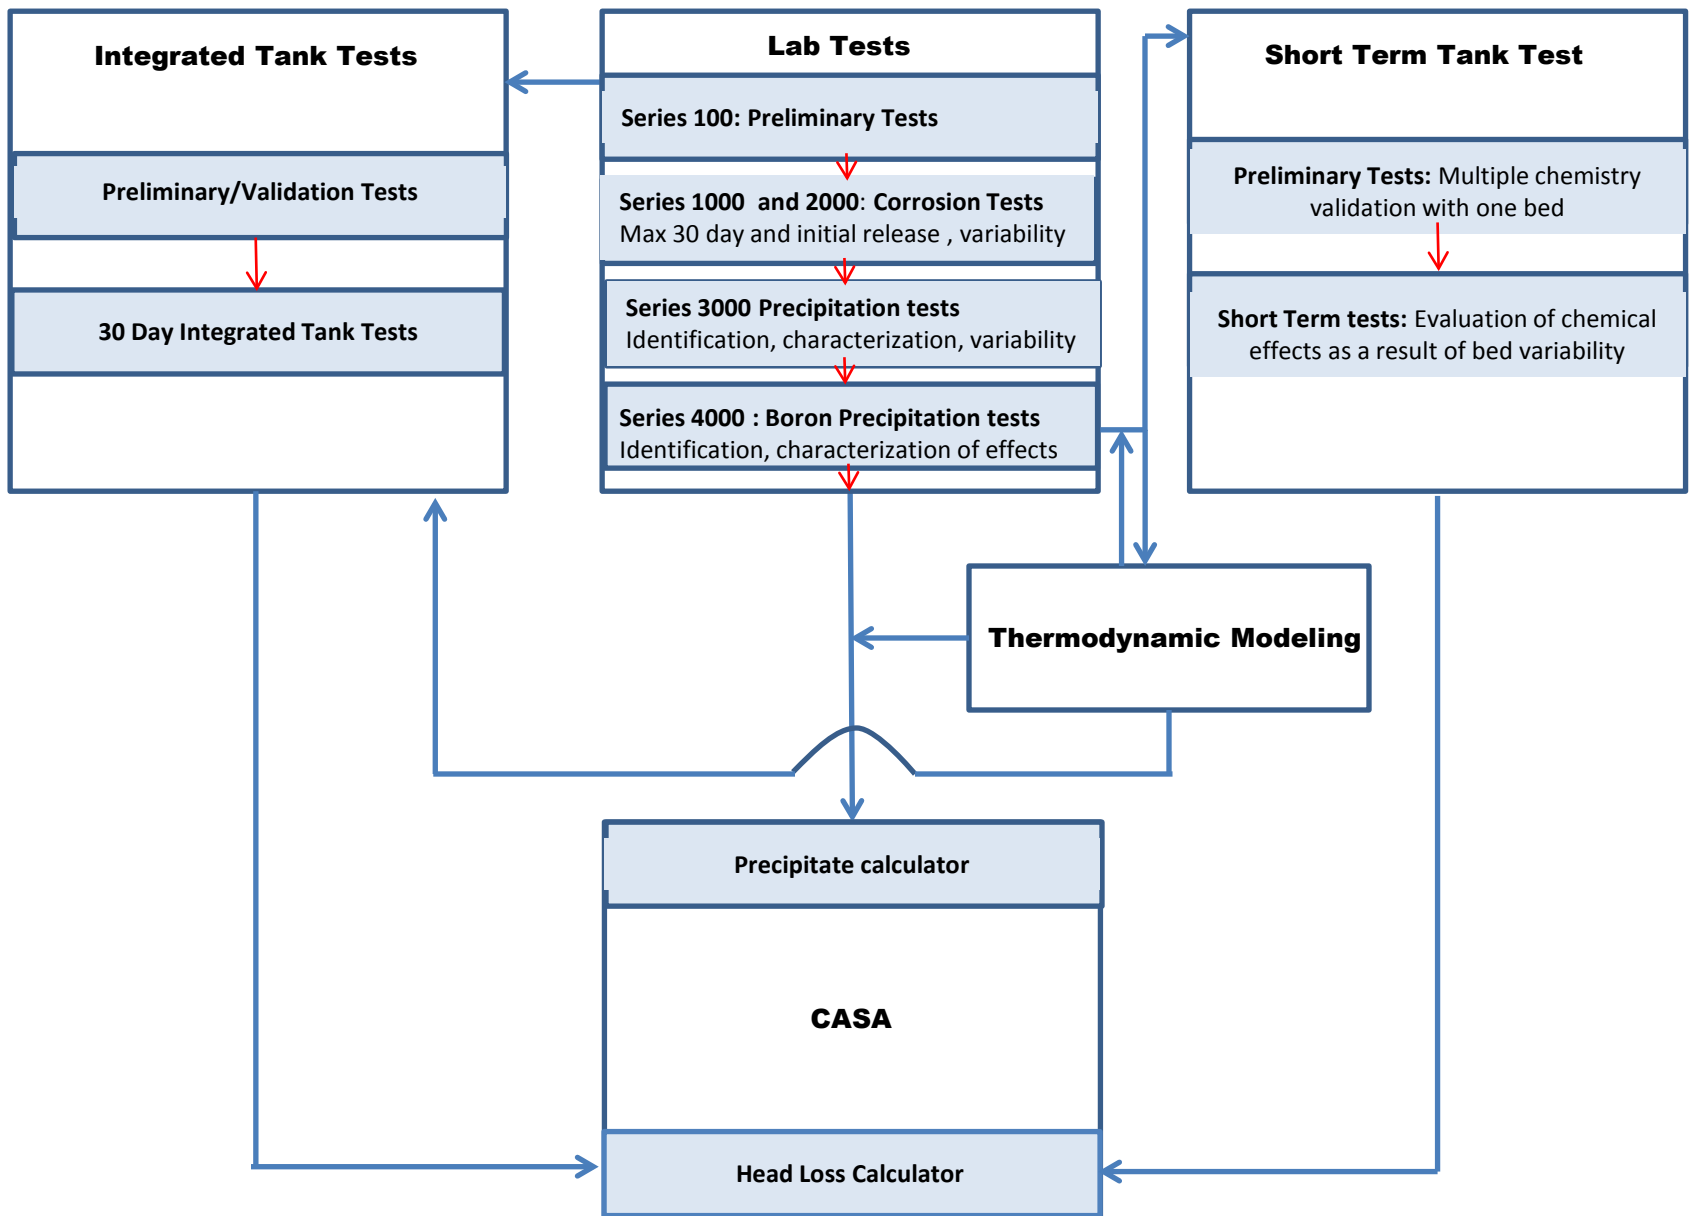 Integrated Tank Tests
Preliminary/Validation Tests
30 Day Integrated Tank Tests
Lab Tests
Series 100: Preliminary Tests
Series 1000 and 2000: Corrosion Tests
Max 30 day and initial release , variability
Series 3000 Precipitation tests
Identification, characterization, variability
Series 4000 : Boron Precipitation tests
Identification, characterization of effects
Short Term Tank Test
Preliminary Tests: Multiple chemistry
validation with one bed
Short Term tests: Evaluation of chemical
effects as a result of bed variability
Thermodynamic Modeling
Precipitate calculator
CASA
Head Loss Calculator